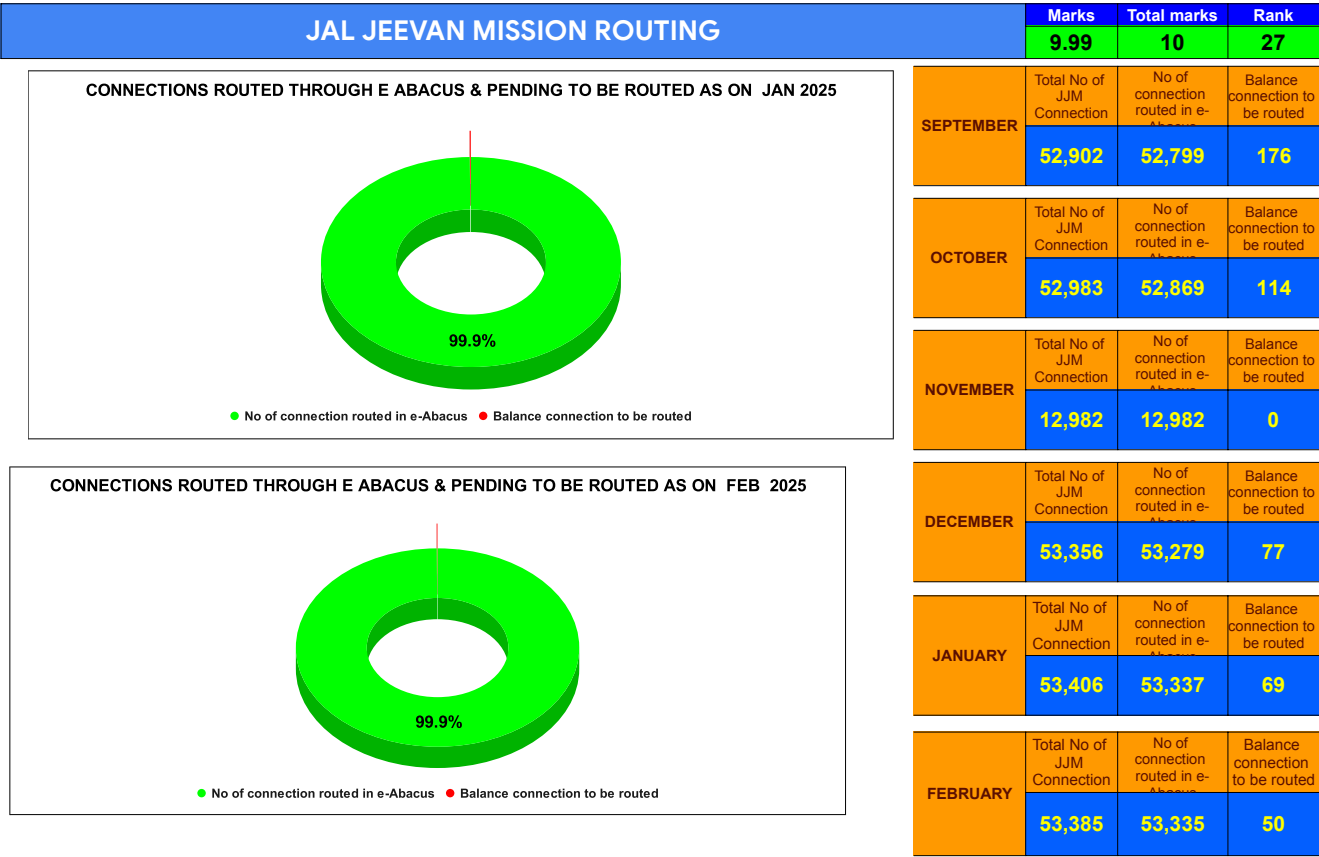 JAL JEEVAN MISSION ROUTING
Marks Total marks Rank
9.99 10 27
CONNECTIONS ROUTED THROUGH E ABACUS & PENDING TO BE ROUTED AS ON JAN 2025
99.9%
No of connection routed in e-Abacus Balance connection to be routed
CONNECTIONS ROUTED THROUGH E ABACUS & PENDING TO BE ROUTED AS ON FEB 2025
99.9%
No of connection routed in e-Abacus Balance connection to be routed
SEPTEMBER
Total No of
JJM
Connection
No of
connection
routed in e-
Balance
connection to
be routed
52,902 52,799 176
OCTOBER
Total No of
JJM
Connection
No of
connection
routed in e-
Balance
connection to
be routed
52,983 52,869 114
NOVEMBER
Total No of
JJM
Connection
No of
connection
routed in e-
Balance
connection to
be routed
12,982 12,982 0
DECEMBER
Total No of
JJM
Connection
No of
connection
routed in e-
Balance
connection to
be routed
53,356 53,279 77
JANUARY
Total No of
JJM
Connection
No of
connection
routed in e-
Balance
connection to
be routed
53,406 53,337 69
FEBRUARY
Total No of
JJM
Connection
No of
connection
routed in e-
Balance
connection
to be routed
53,385 53,335 50